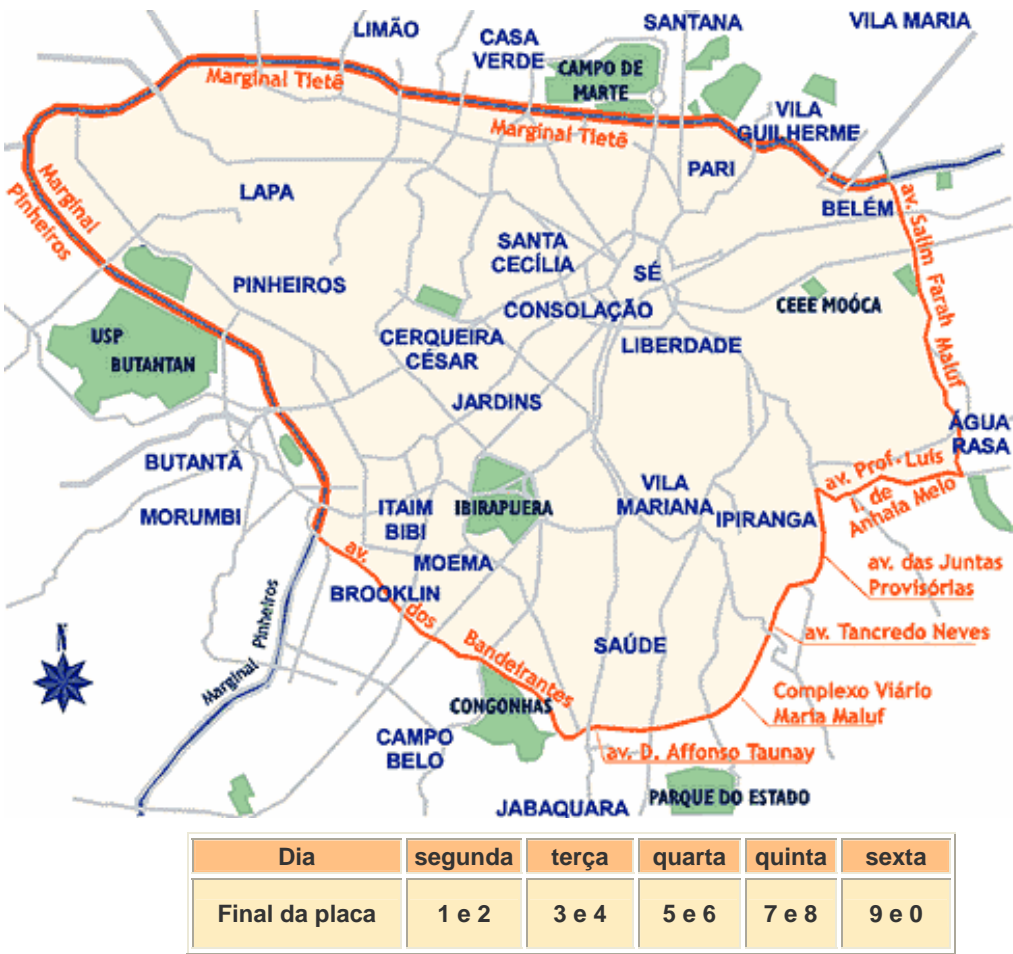 LIMÃO
CASA
VERDE
SANTANA
VILA MARIA
CAMPO DE
MARTE
Marginal Tietê
Marginal Tietê
VILA
GUILHERME
PARI
BELÉM
Marginal
Pinheiros
LAPA
SANTA
CECÍLIA
SÉ
av. Salim Farah Maluf
PINHEIROS
CONSOLAÇÃO
CEEE MOÓCA
USP
BUTANTAN
CERQUEIRA
CÉSAR
LIBERDADE
JARDINS
ÁGUA
RASA
BUTANTÃ
av. Prof. Luís
I. de
Anhaia Melo
MORUMBI
ITAIM
BIBI
IBIRAPUERA
VILA
MARIANA
IPIRANGA
MOEMA
av. dos Bandeirantes
BROOKLIN
av. das Juntas
Provisórias
Marginal Pinheiros
N
SAÚDE
av. Tancredo Neves
CONGONHAS
Complexo Viário
Maria Maluf
CAMPO
BELO
av. D. Affonso Taunay
JABAQUARA
PARQUE DO ESTADO
Dia segunda terça quarta quinta sexta
Final da placa 1 e 2 3 e 4 5 e 6 7 e 8 9 e 0